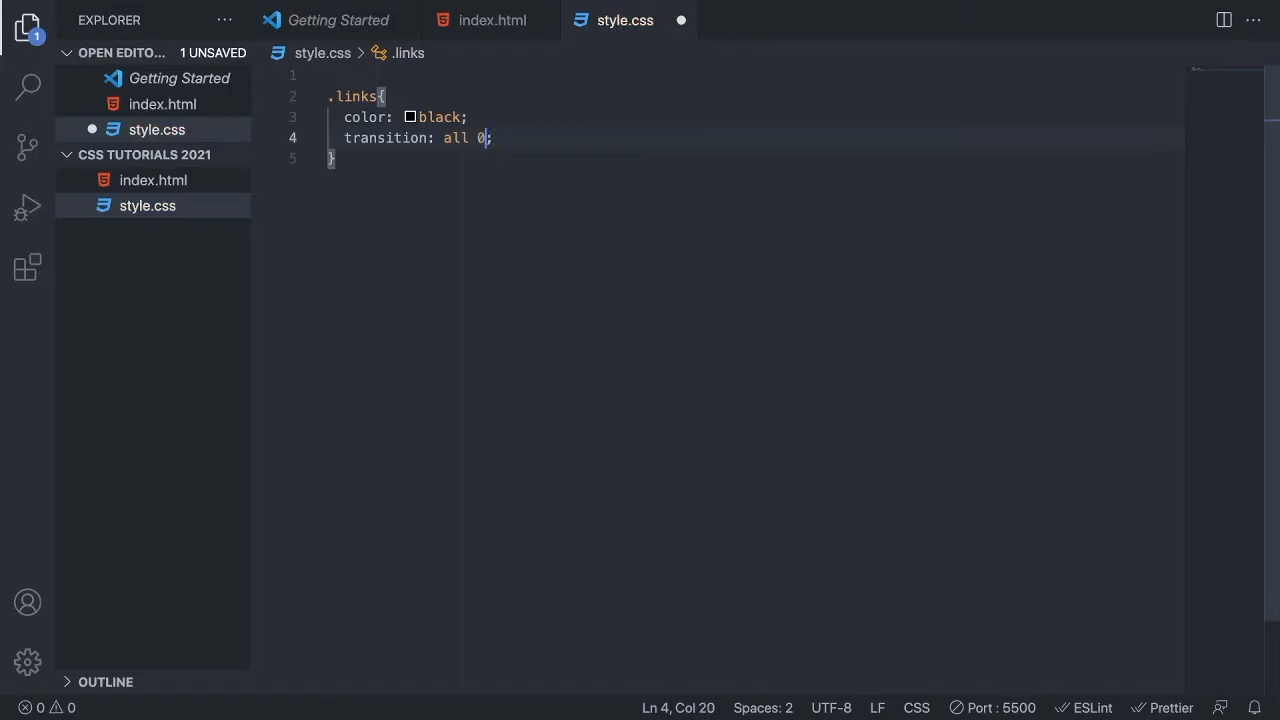 EXPLORER ···
Getting Started
index.html
style.css
1
OPEN EDITO... 1 UNSAVED
style.css > .links
Getting Started
index.html
style.css
CSS TUTORIALS 2021
index.html
style.css
1
2 .links{
3 color: black;
4 transition: all 0;
5 }
OUTLINE
0 0
Ln 4, Col 20
Spaces: 2
UTF-8
LF
CSS
Port : 5500
ESLint
Prettier